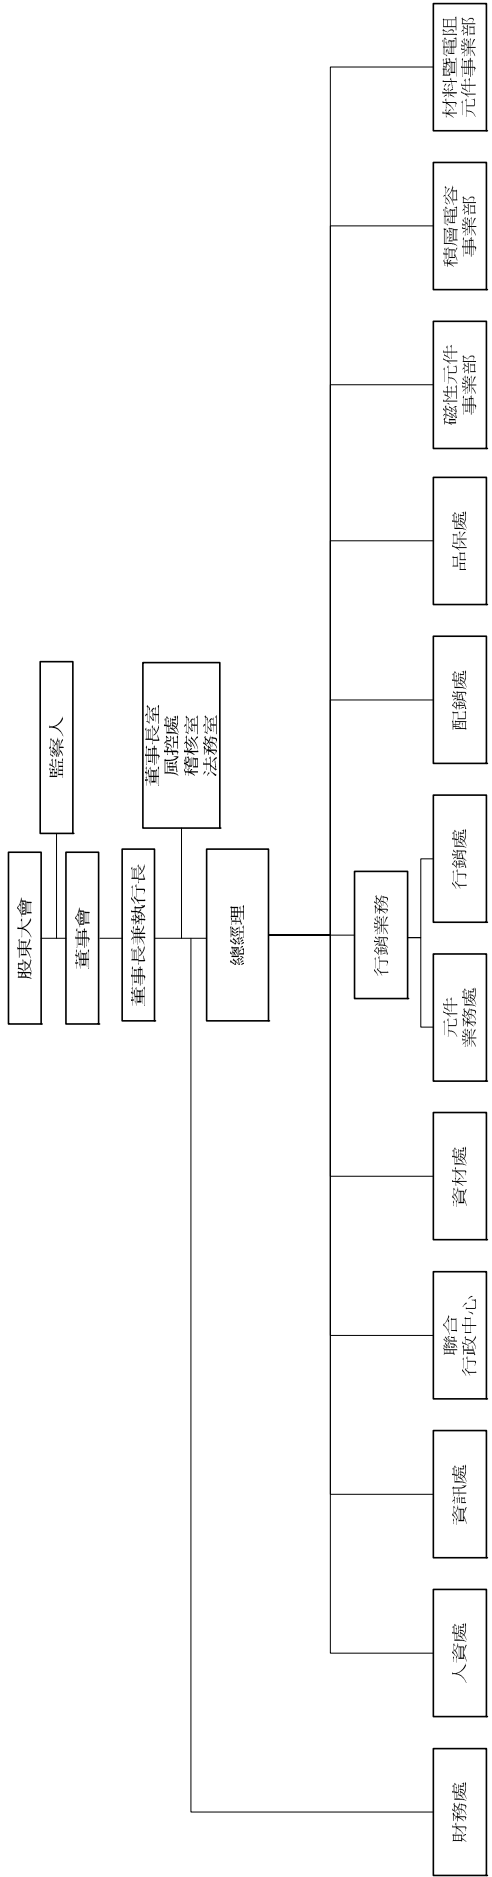 股東大會
監察人
董事會
董事長兼執行長
董事長室
風控處
稽核室
法務室
總經理
行銷業務
財務處
人資處
資訊處
聯合
行政中心
資材處
元件
業務處
行銷處
配銷處
品保處
磁性元件
事業部
積層電容
事業部
材料暨電阻
元件事業部